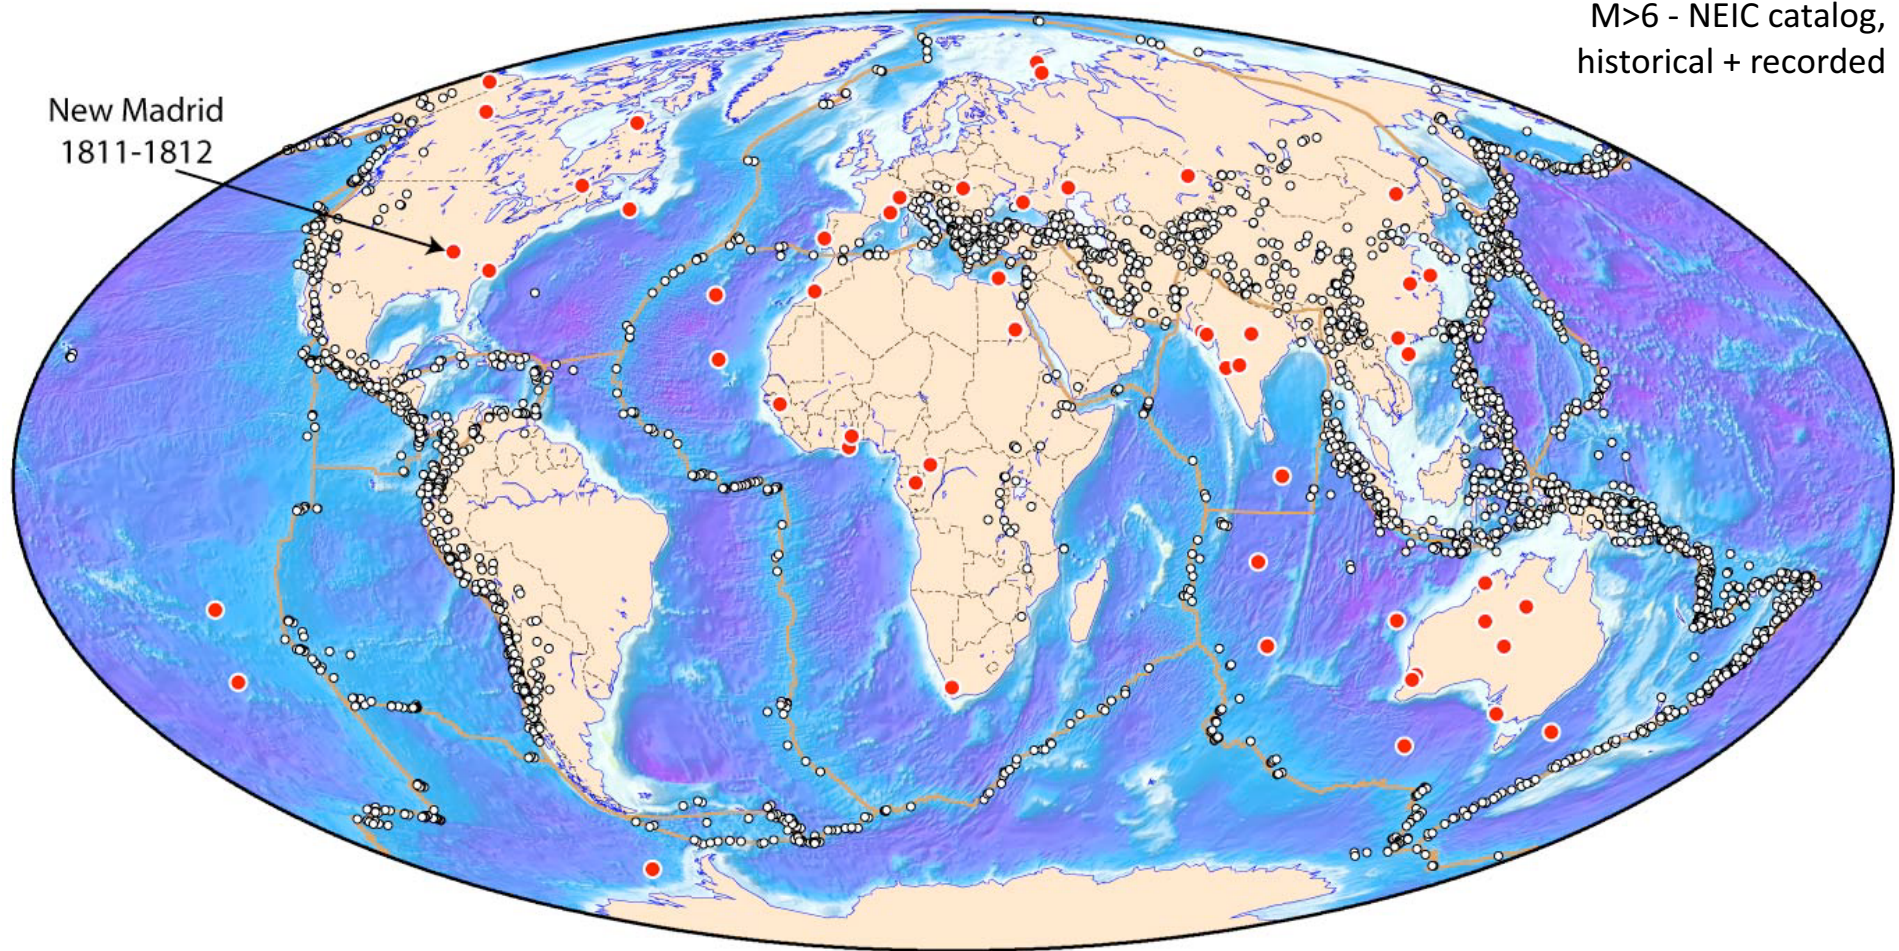 M>6 - NEIC catalog,
historical + recorded
New Madrid
1811-1812